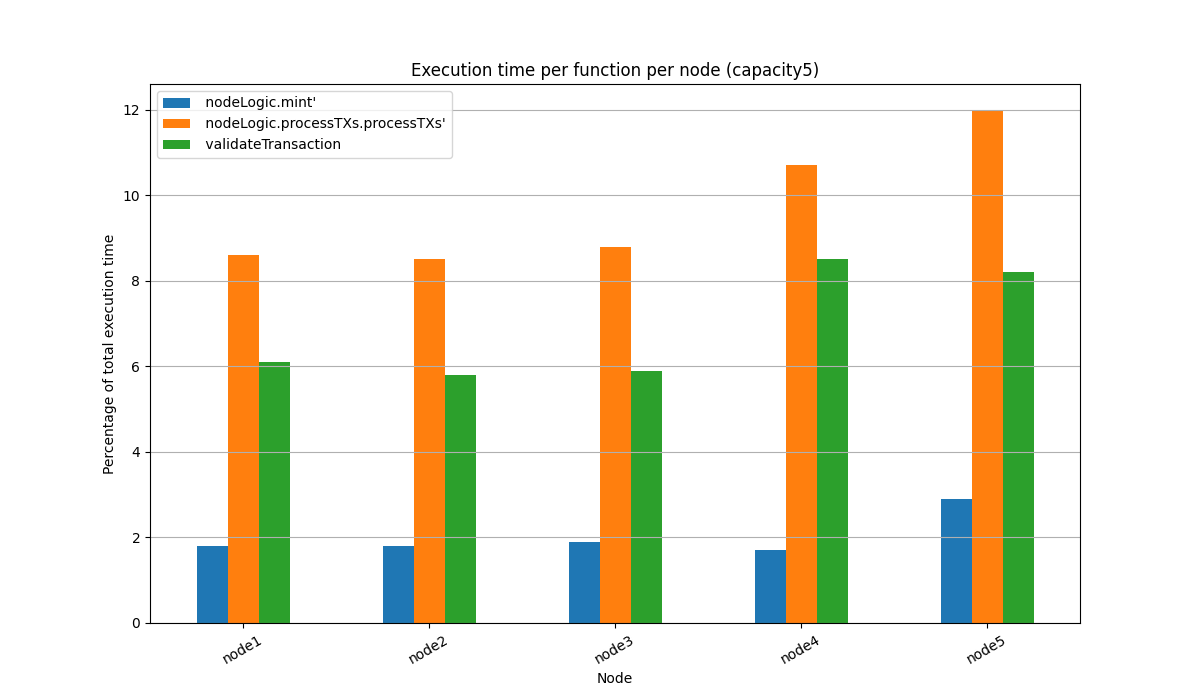 Execution time per function per node (capacity5)
nodeLogic.mint'
nodeLogic.processTXs.processTXs'
validateTransaction
Percentage of total execution time
12
10
8
6
4
2
0
node1 node2 node3 node4 node5
Node